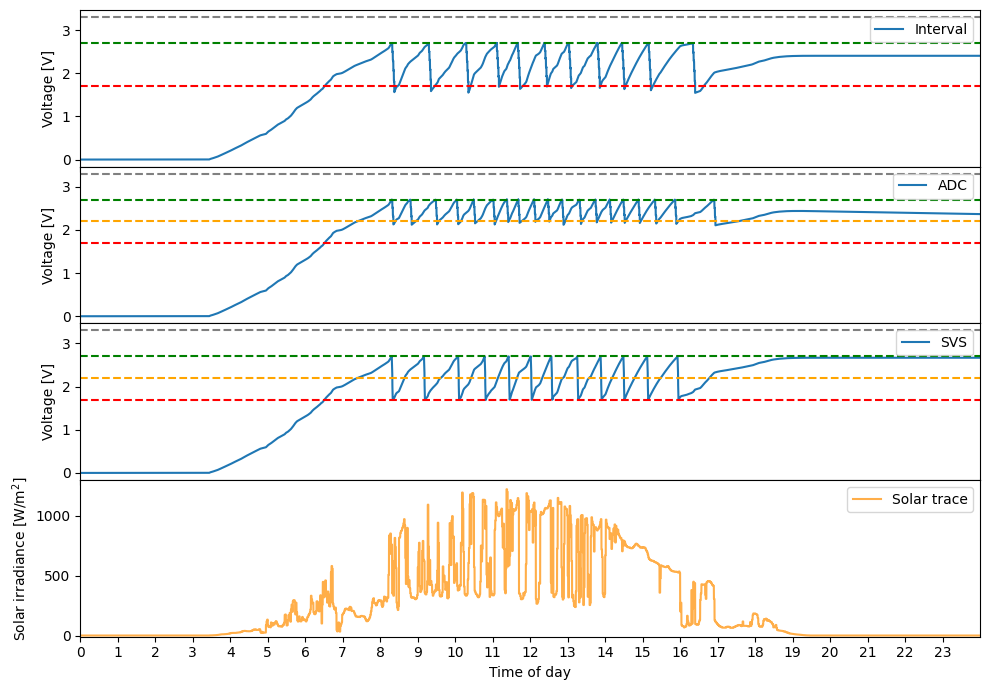 Voltage [V]
3
2
1
0
Interval
Voltage [V]
3
2
1
0
ADC
Voltage [V]
3
2
1
0
SVS
Solar irradiance [W/m²]
1000
500
0
Solar trace
0 1 2 3 4 5 6 7 8 9 10 11 12 13 14 15 16 17 18 19 20 21 22 23
Time of day